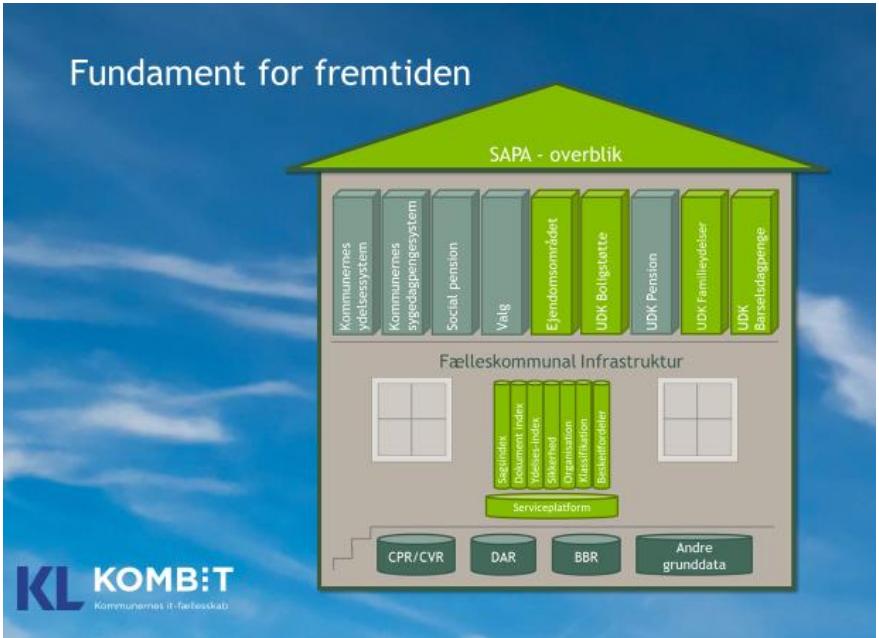 Fundament for fremtiden
SAPA - overblik
Kommunernes
ydelsessystem
Kommunernes
sygedagpengesystem
Social pension
Valg
Ejendomsområdet
UDK Boligstøtte
UDK Pension
UDK Familieydelser
UDK
Barselsdagpenge
Fælleskommunal Infrastruktur
Sagsindex
Dokument index
Ydelses-index
Sikkerhed
Organisation
Klassifikation
Beskedfordeler
Serviceplatform
CPR/CVR
DAR
BBR
Andre
grunddata
KL
KOMBIT
Kommunernes it-fællesskab